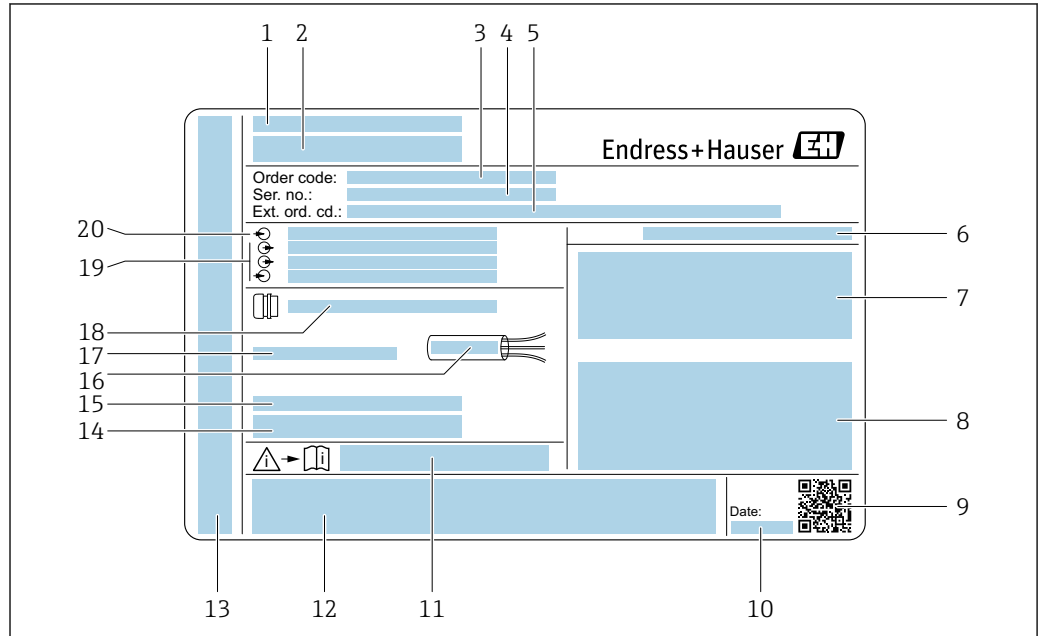 1 2 3 4 5
Endress+Hauser EH
Order code:
Ser. no.:
Ext. ord. cd.:
20
6
19
7
18
17
16
15
14
8
i i
11
Date:
9
13 12 11 10